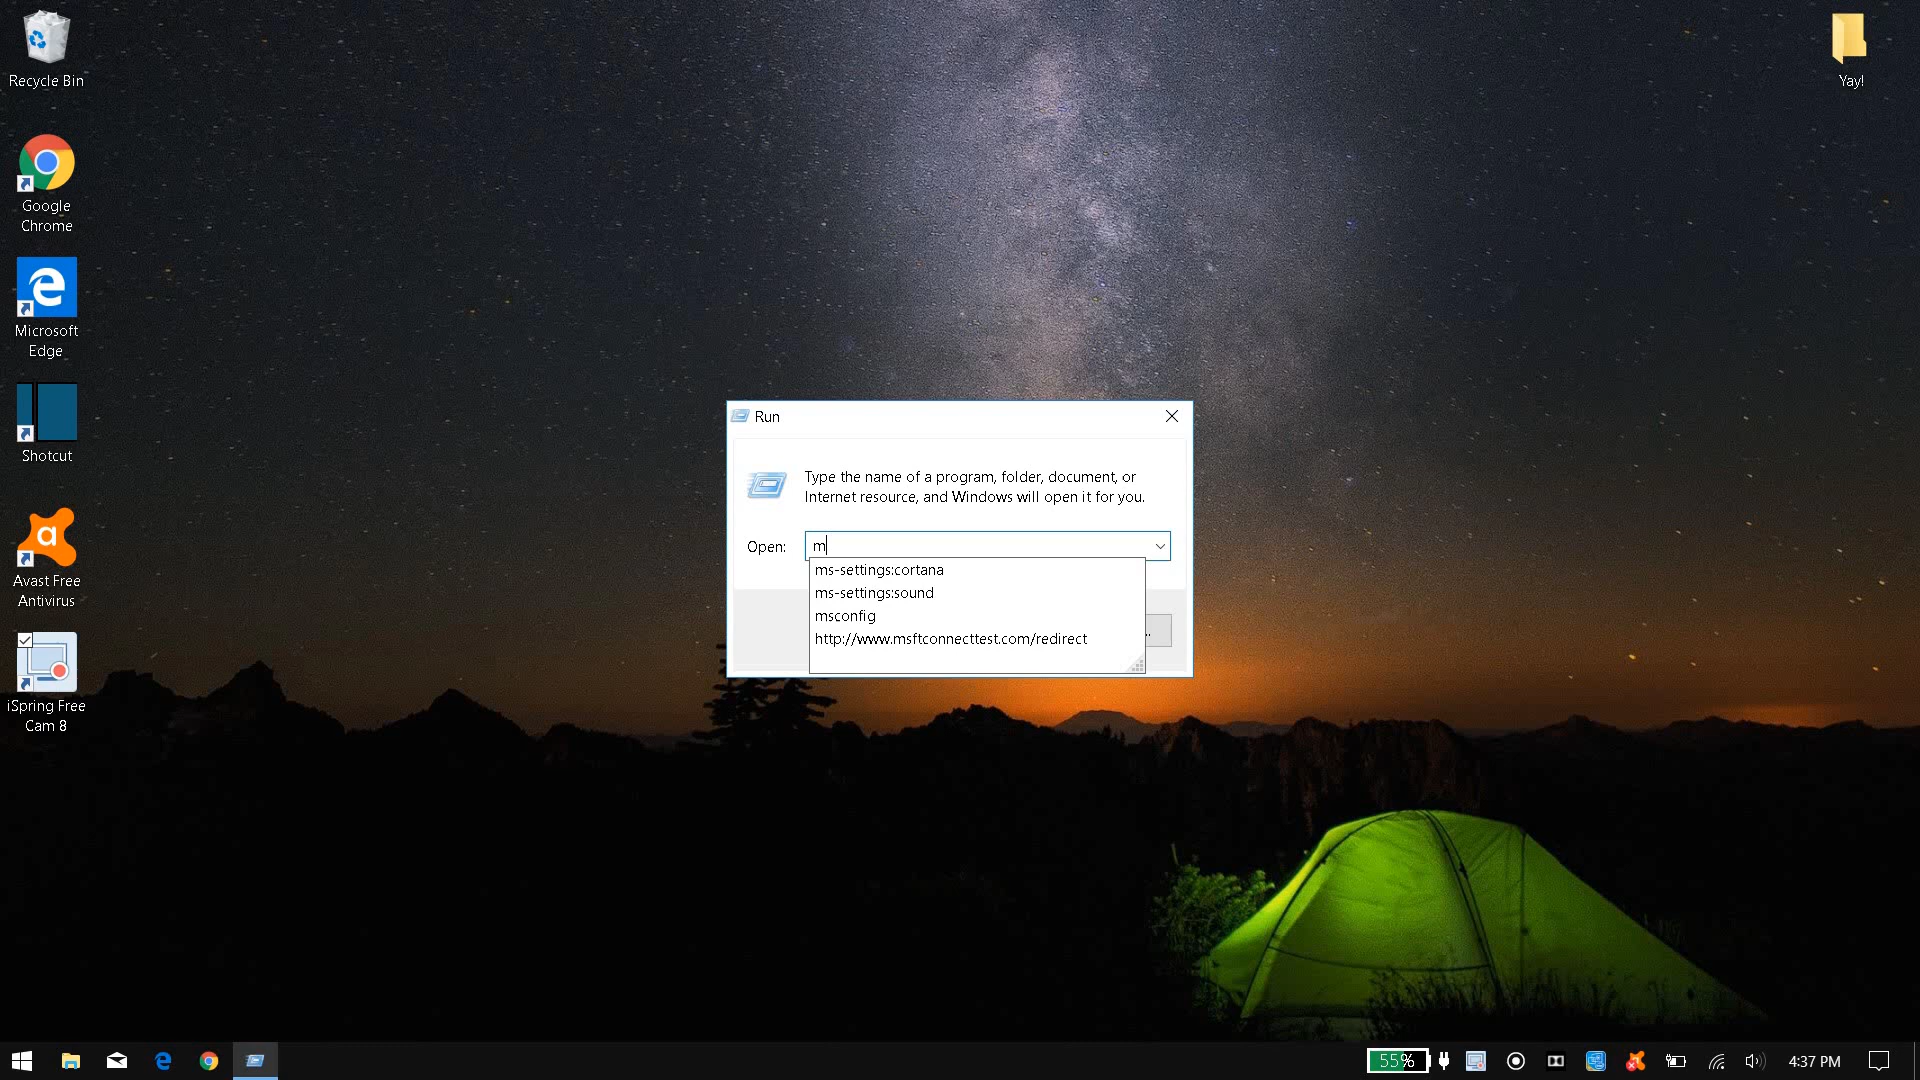 Recycle Bin
Yay!
Google
Chrome
Microsoft
Edge
Shotcut
Avast Free
Antivirus
iSpring Free
Cam 8
Run
Type the name of a program, folder, document, or
Internet resource, and Windows will open it for you.
Open: m
ms-settings:cortana
ms-settings:sound
msconfig
http://www.msftconnecttest.com/redirect
...
55%
4:37 PM